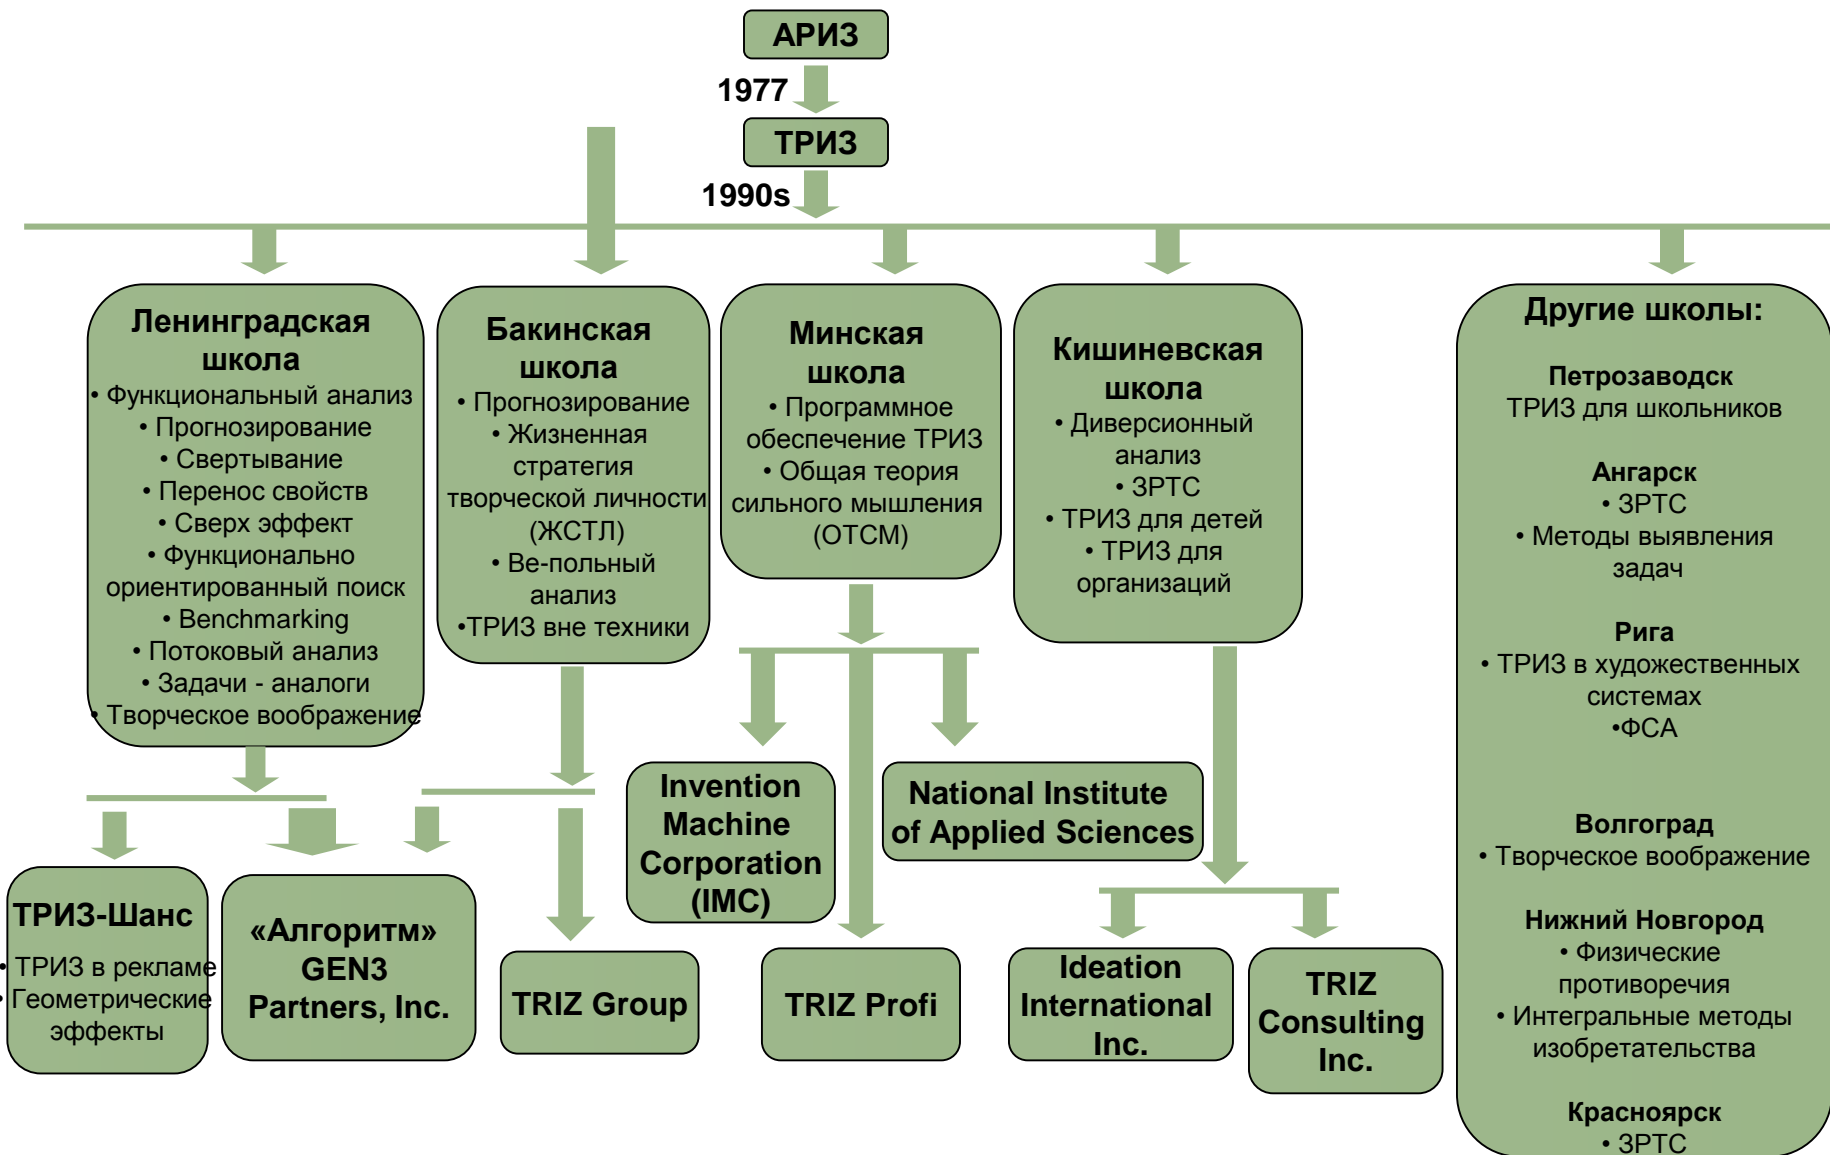 АРИЗ
1977
ТРИЗ
1990s
Ленинградская
школа
• Функциональный анализ
• Прогнозирование
• Свертывание
• Перенос свойств
• Сверх эффект
• Функционально
ориентированный поиск
• Benchmarking
• Потоковый анализ
• Задачи - аналоги
• Творческое воображение
Бакинская
школа
• Прогнозирование
• Жизненная
стратегия
творческой личности
(ЖСТЛ)
• Ве-польный
анализ
•ТРИЗ вне техники
Минская
школа
• Программное
обеспечение ТРИЗ
• Общая теория
сильного мышления
(ОТСМ)
Кишиневская
школа
• Диверсионный
анализ
• ЗРТС
• ТРИЗ для детей
• ТРИЗ для
организаций
Другие школы:
Петрозаводск
ТРИЗ для школьников
Ангарск
• ЗРТС
• Методы выявления
задач
Рига
• ТРИЗ в художественных
системах
•ФСА
Волгоград
• Творческое воображение
Нижний Новгород
• Физические
противоречия
• Интегральные методы
изобретательства
Красноярск
• ЗРТС
ТРИЗ-Шанс
• ТРИЗ в рекламе
• Геометрические
эффекты
«Алгоритм»
GEN3
Partners, Inc.
TRIZ Group
Invention
Machine
Corporation
(IMC)
TRIZ Profi
National Institute
of Applied Sciences
Ideation
International
Inc.
TRIZ
Consulting
Inc.